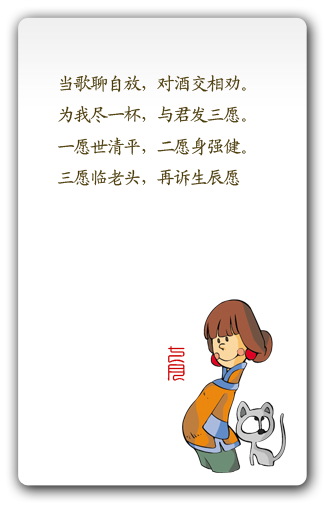 当歌聊自放，对酒交相劝。
为我尽一杯，与君发三愿。
一愿世清平，二愿身强健。
三愿临老头，再诉生辰愿